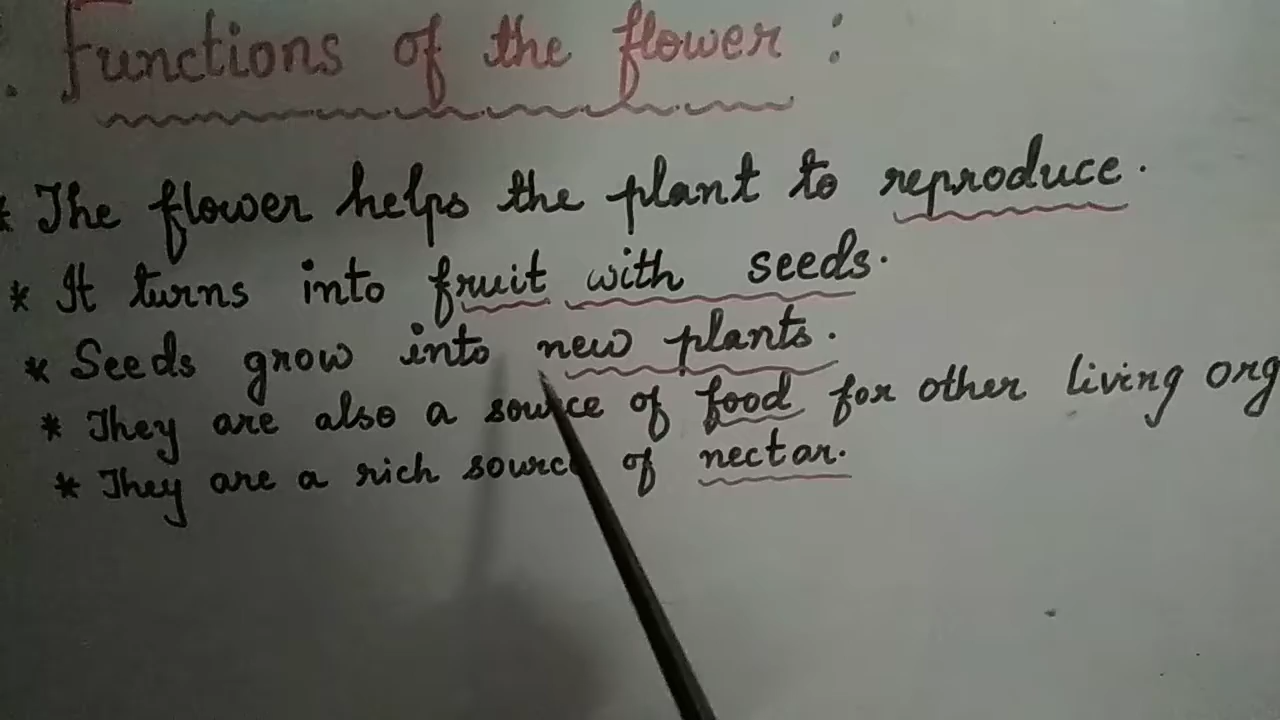 Functions of the flower :
* The flower helps the plant to reproduce.
* It turns into fruit with seeds.
* Seeds grow into new plants.
* They are also a source of food for other living org
* They are a rich source of nectar.